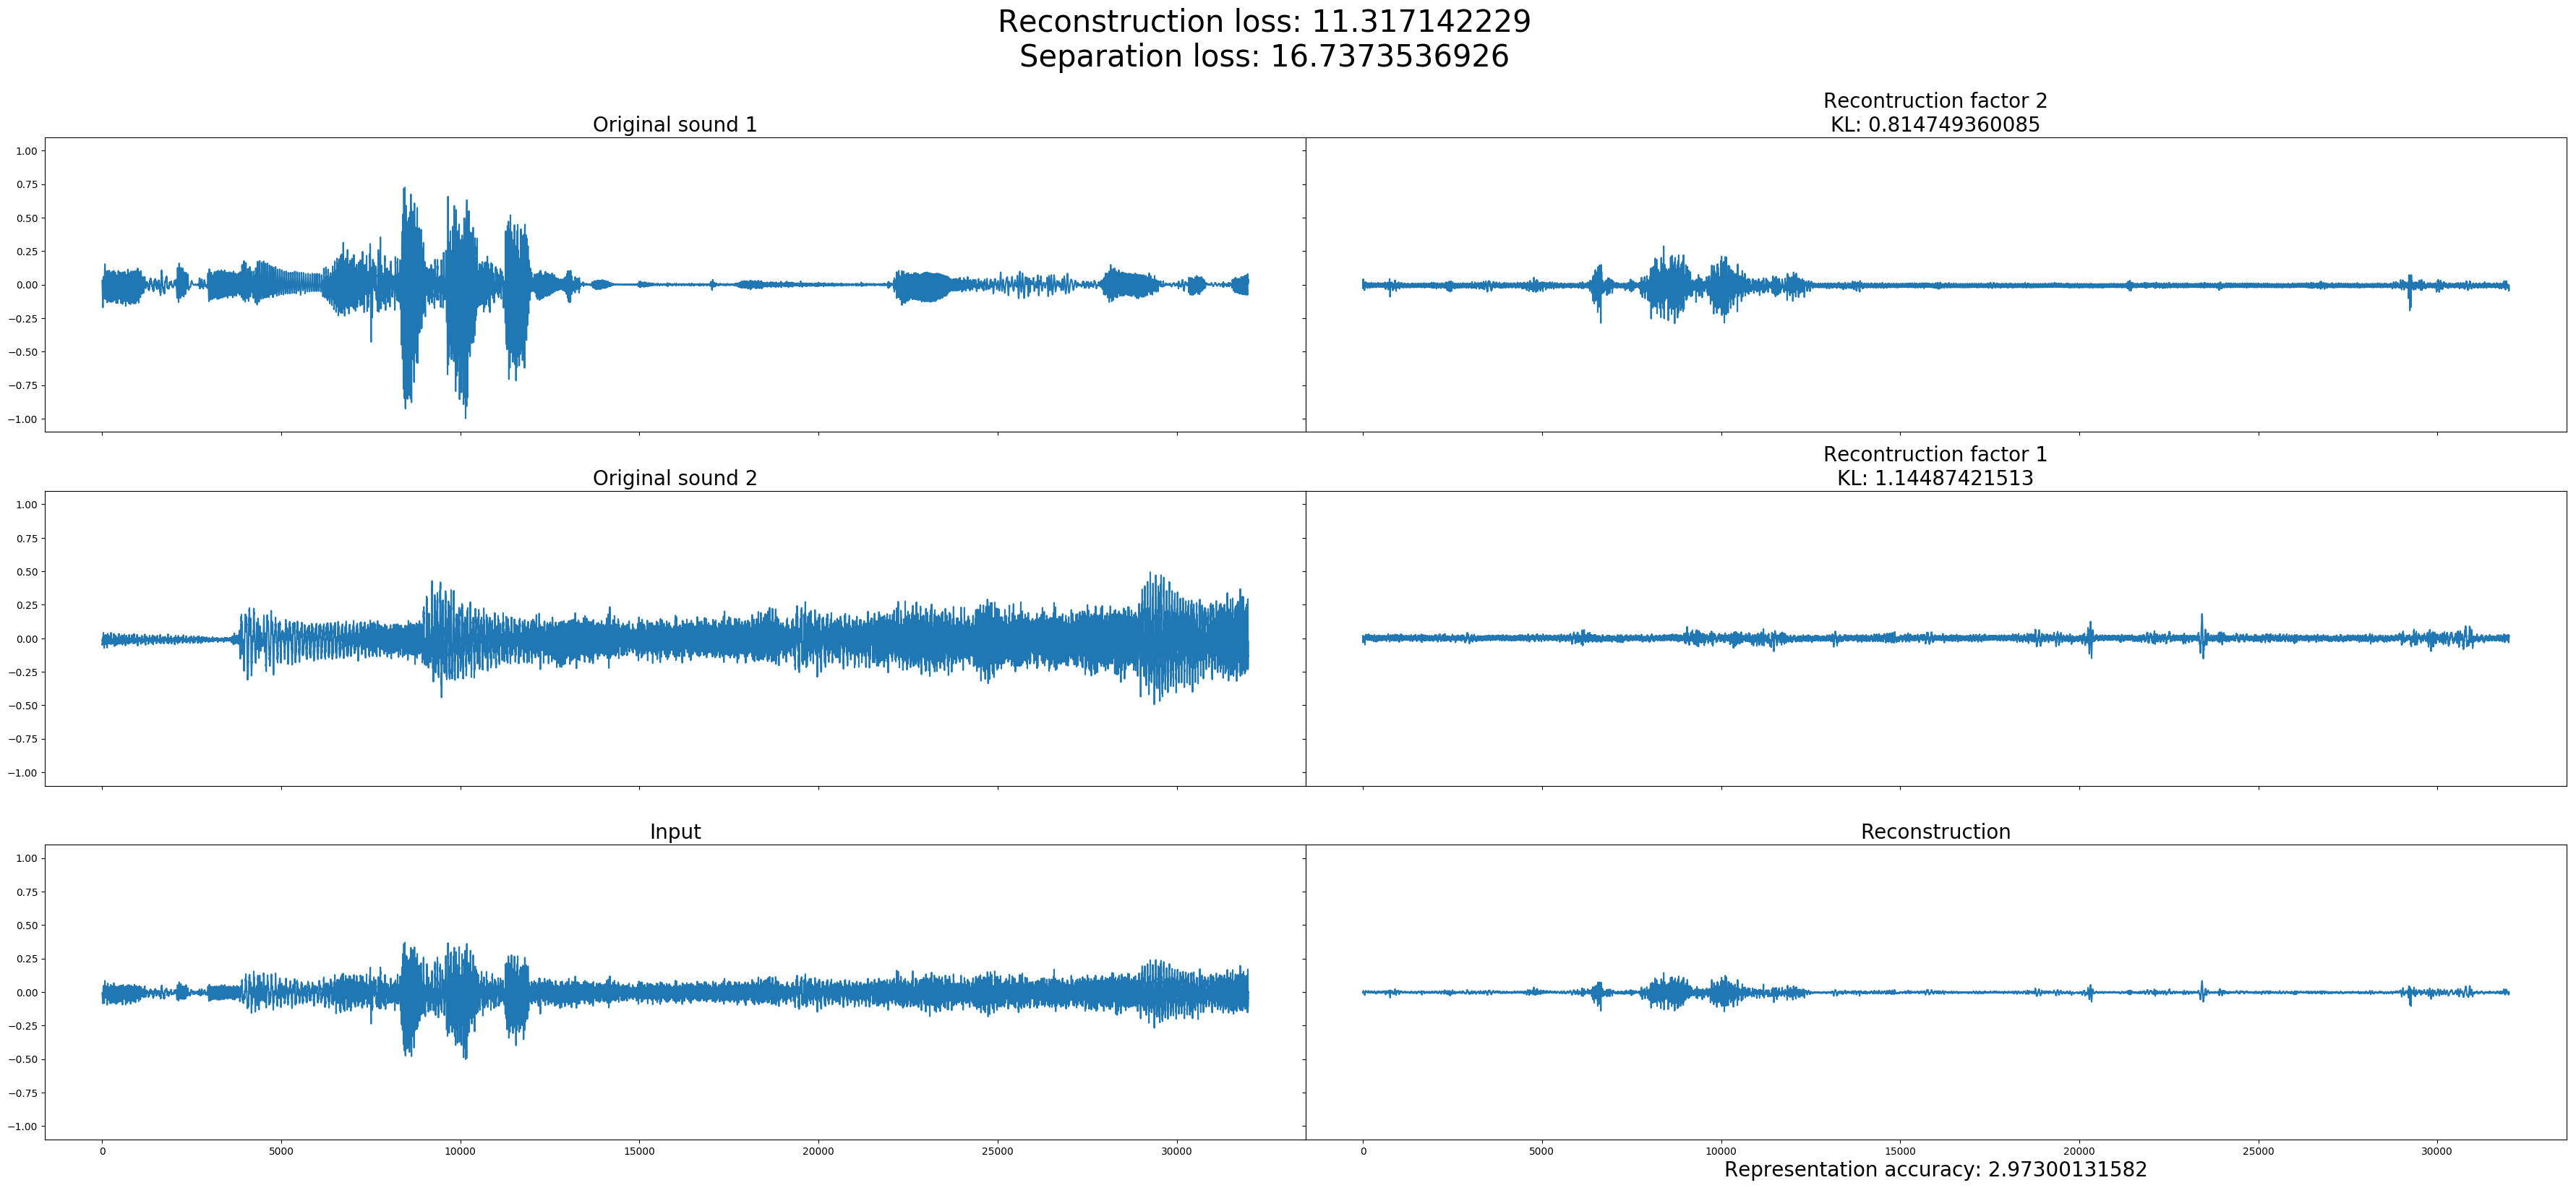 Reconstruction loss: 11.317142229
Separation loss: 16.7373536926
Original sound 1
Recontruction factor 2
KL: 0.814749360085
1.00
0.75
0.50
0.25
0.00
−0.25
−0.50
−0.75
−1.00
Original sound 2
Recontruction factor 1
KL: 1.14487421513
1.00
0.75
0.50
0.25
0.00
−0.25
−0.50
−0.75
−1.00
Input
Reconstruction
1.00
0.75
0.50
0.25
0.00
−0.25
−0.50
−0.75
−1.00
0 5000 10000 15000 20000 25000 30000
0 5000 10000 15000 20000 25000 30000
Representation accuracy: 2.97300131582